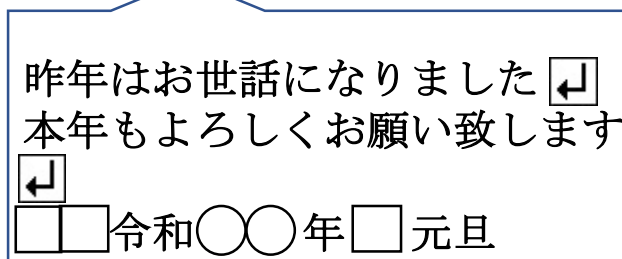 昨年はお世話になりました↵
本年もよろしくお願い致します
↵
□□令和○○年□元旦